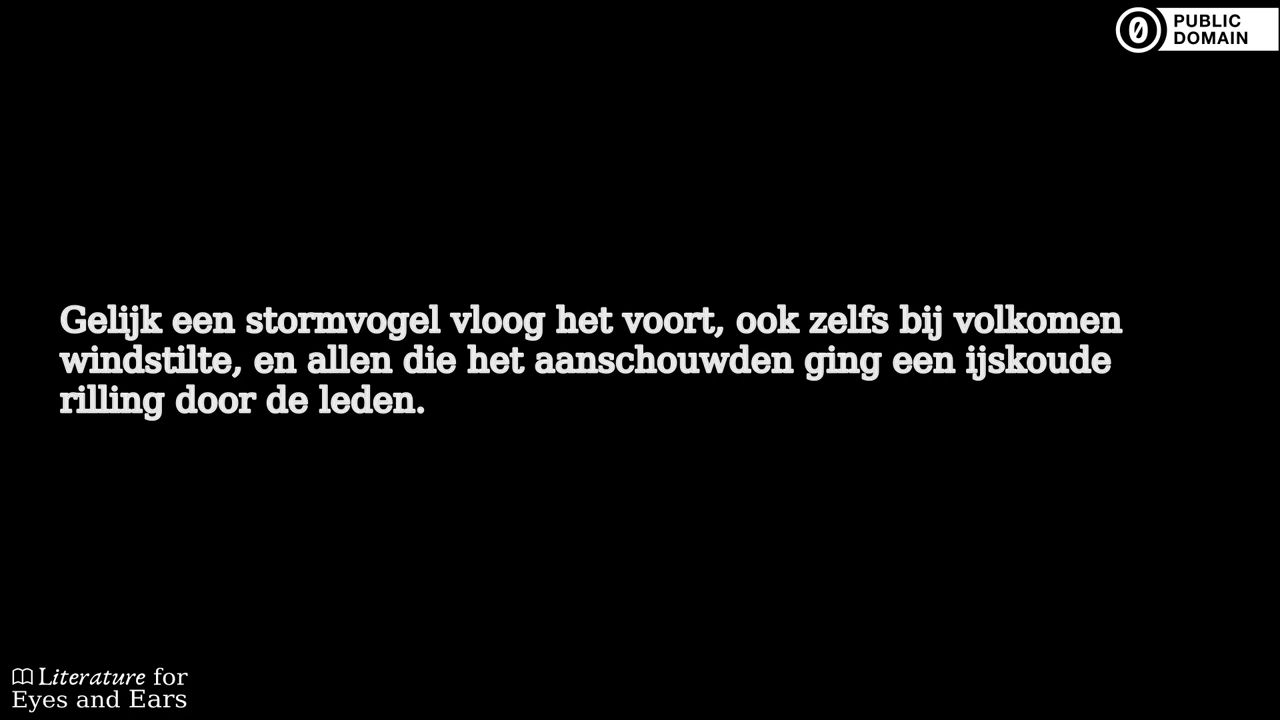 PUBLIC
DOMAIN
Gelijk een stormvogel vloog het voort, ook zelfs bij volkomen
windstilte, en allen die het aanschouwden ging een ijskoude
rilling door de leden.
Literature for
Eyes and Ears